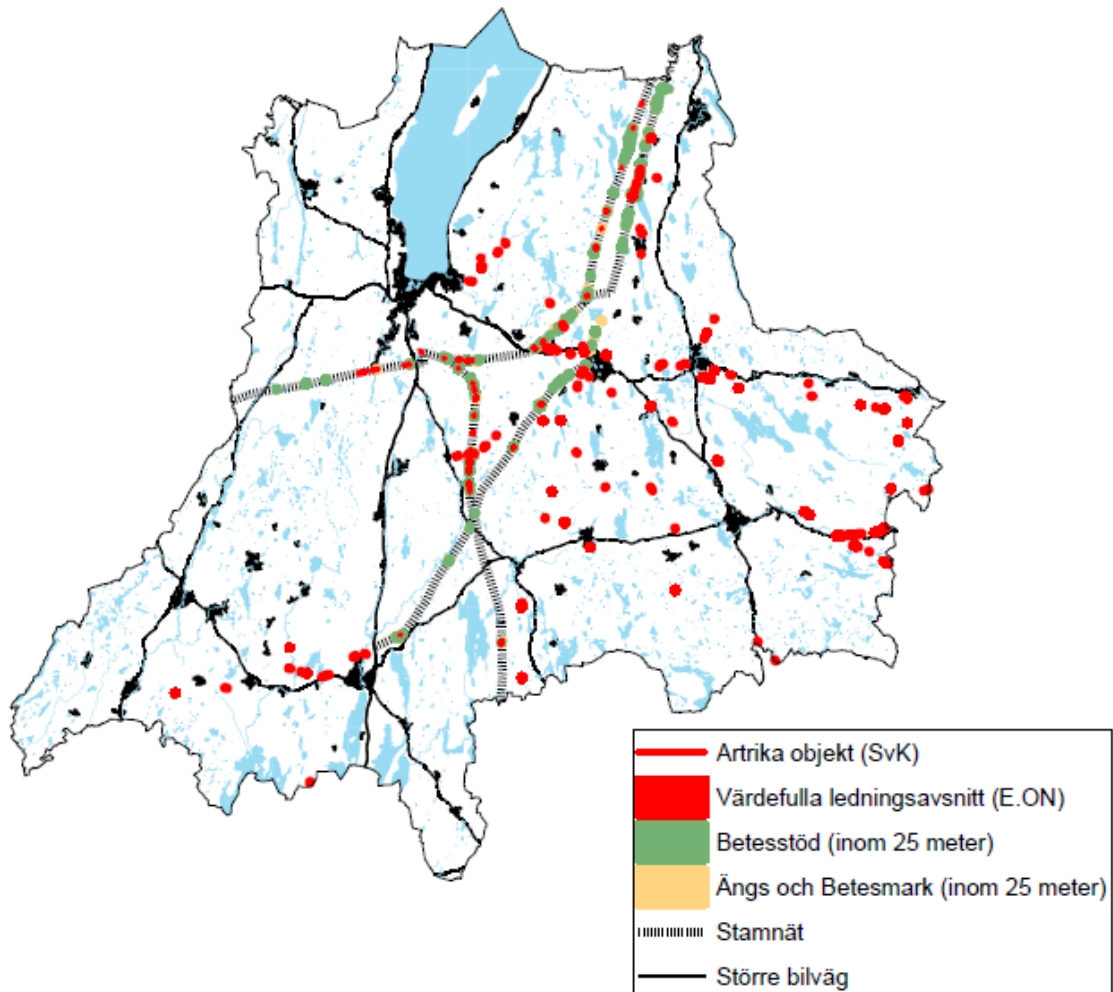 Artrika objekt (SvK)
Värdefulla ledningsavsnitt (E.ON)
Betesstöd (inom 25 meter)
Ängs och Betesmark (inom 25 meter)
Stamnät
Större bilväg